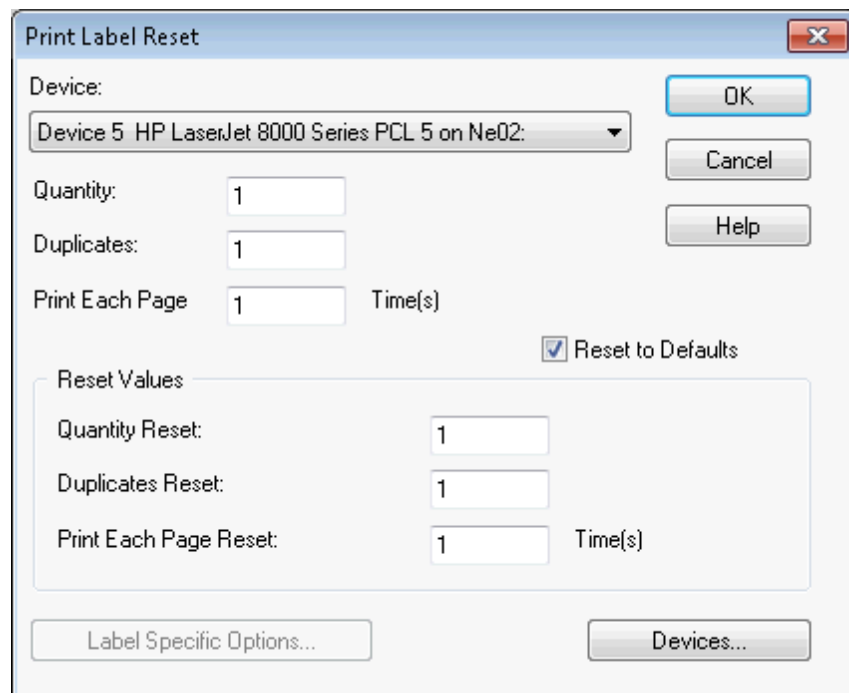 Print Label Reset
Device:
OK
Device 5 HP LaserJet 8000 Series PCL 5 on Ne02:
Cancel
Quantity: 1
Help
Duplicates: 1
Print Each Page 1 Time(s)
Reset to Defaults
Reset Values
Quantity Reset: 1
Duplicates Reset: 1
Print Each Page Reset: 1 Time(s)
Label Specific Options... Devices...